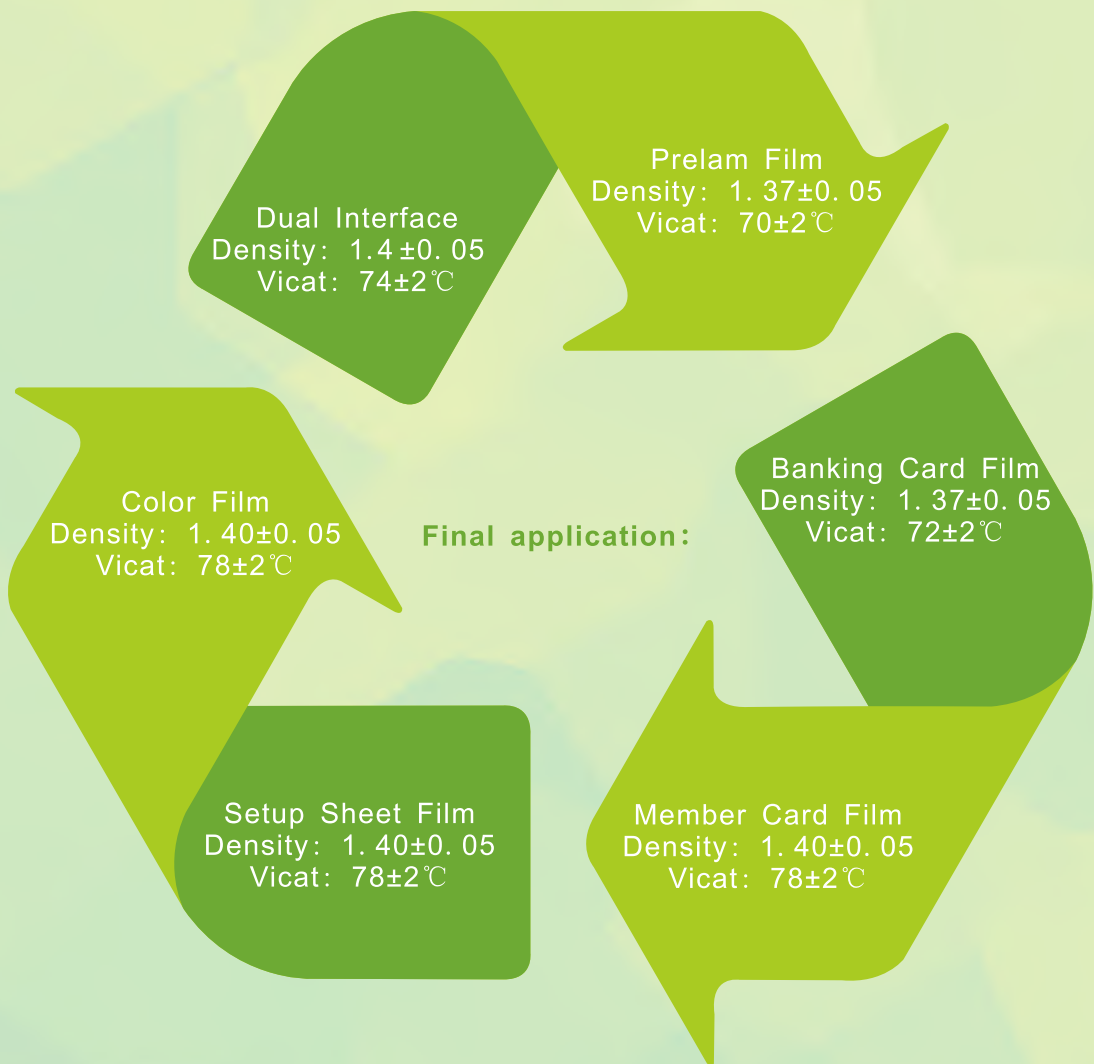 Dual Interface
Density: 1.4±0.05
Vicat: 74±2℃
Prelam Film
Density: 1.37±0.05
Vicat: 70±2℃
Banking Card Film
Density: 1.37±0.05
Vicat: 72±2℃
Member Card Film
Density: 1.40±0.05
Vicat: 78±2℃
Setup Sheet Film
Density: 1.40±0.05
Vicat: 78±2℃
Color Film
Density: 1.40±0.05
Vicat: 78±2℃
Final application: